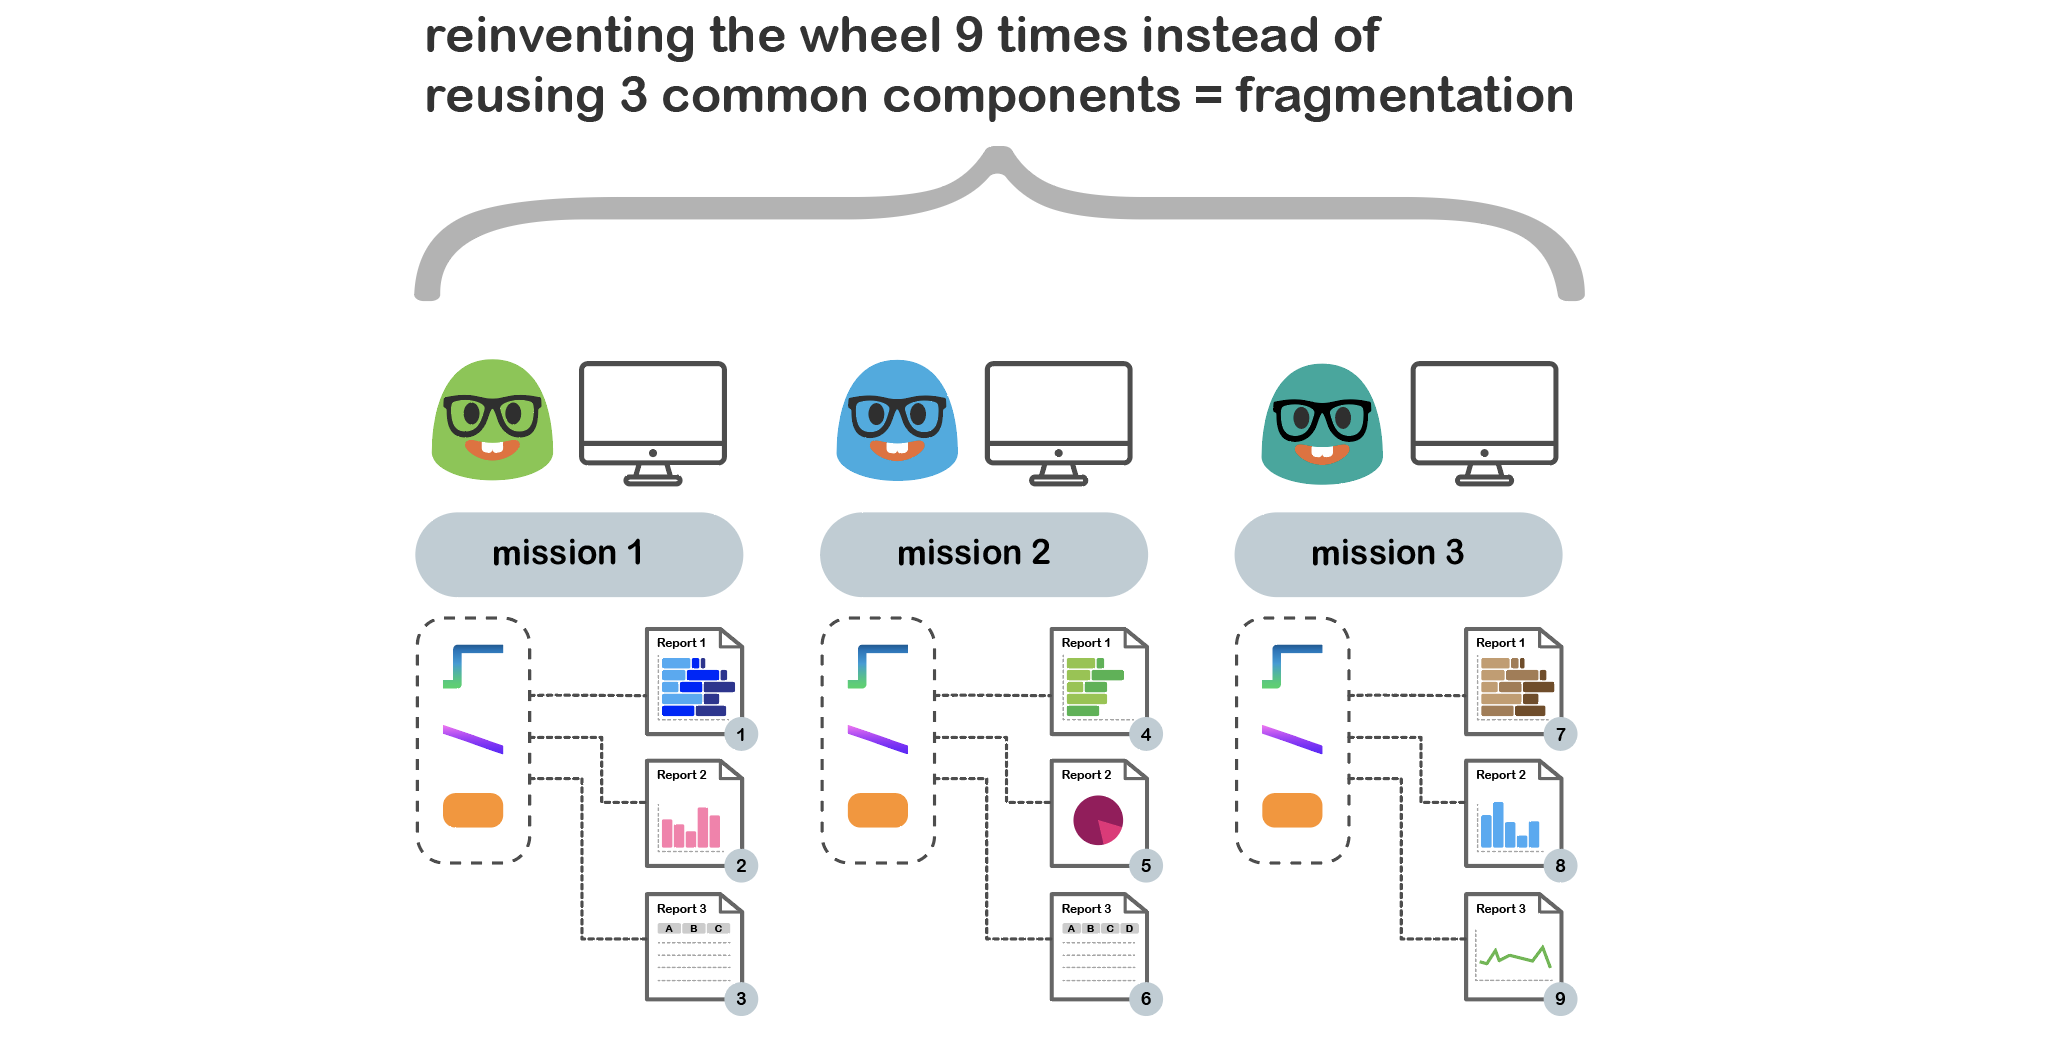 reinventing the wheel 9 times instead of
reusing 3 common components = fragmentation
mission 1
mission 2
mission 3
Report 1
1
Report 2
2
Report 3
A B C
3
Report 1
4
Report 2
5
Report 3
A B C D
6
Report 1
7
Report 2
8
Report 3
9